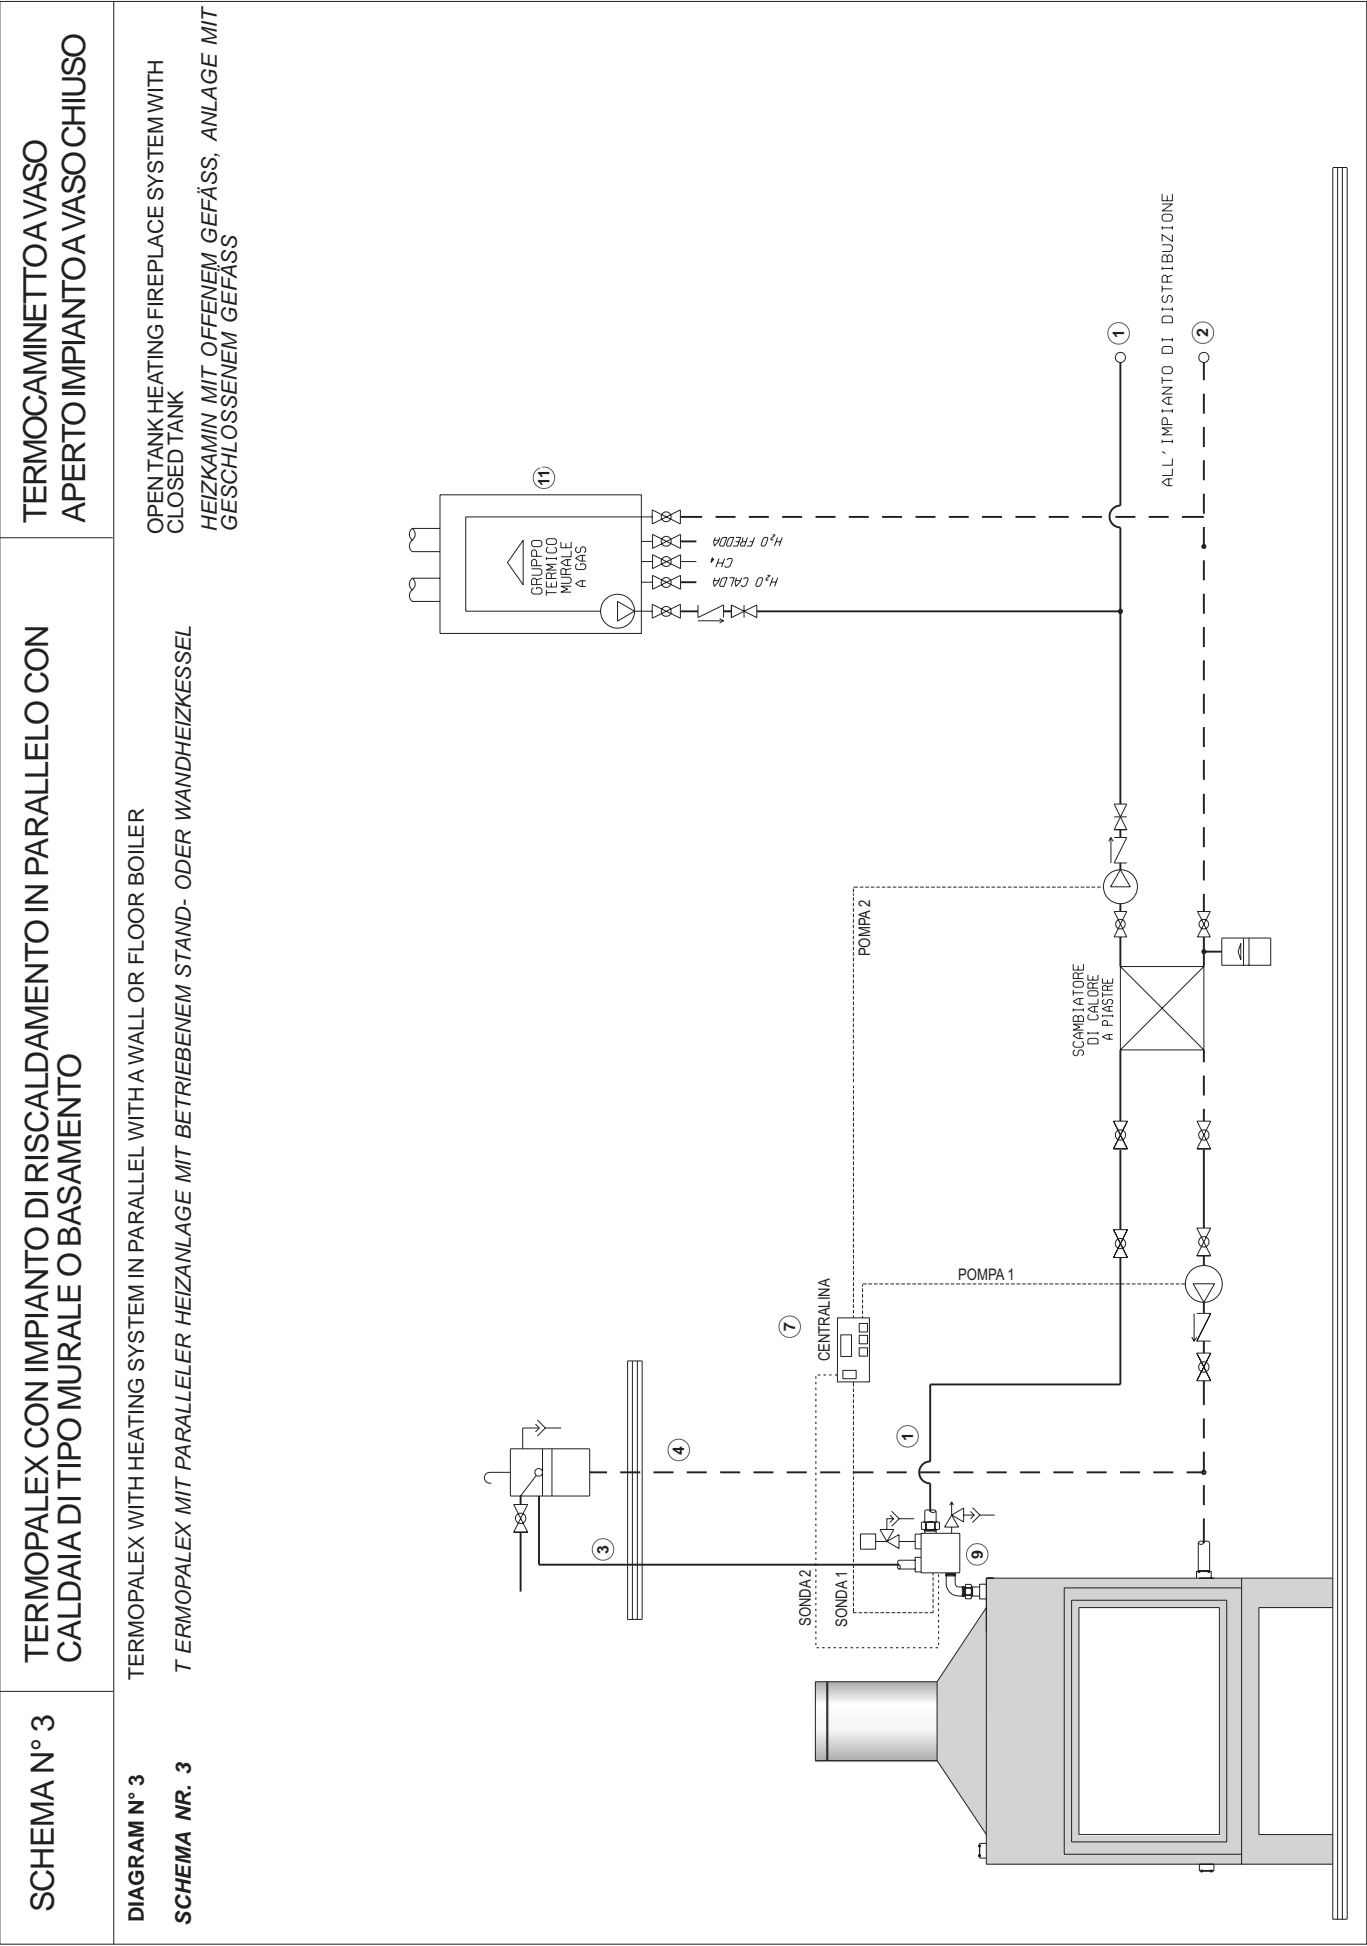 SCHEMA N° 3
TERMOPALEX CON IMPIANTO DI RISCALDAMENTO IN PARALLELO CON
CALDAIA DI TIPO MURALE O BASAMENTO
TERMOCAMINETTO A VASO
APERTO IMPIANTO A VASO CHIUSO
DIAGRAM N° 3
TERMOPALEX WITH HEATING SYSTEM IN PARALLEL WITH A WALL OR FLOOR BOILER
OPEN TANK HEATING FIREPLACE SYSTEM WITH
CLOSED TANK
SCHEMA NR. 3
T ERMOPALEX MIT PARALLELER HEIZANLAGE MIT BETRIEBENEM STAND- ODER WANDHEIZKESSEL
HEIZKAMIN MIT OFFENEM GEFÄSS, ANLAGE MIT
GESCHLOSSENEM GEFÄSS
11
GRUPPO
TERMICO
MURALE
A GAS
H₂O CALDA
CH₄
H₂O FREDDA
3
4
7
CENTRALINA
SONDA 2
SONDA 1
POMPA 1
POMPA 2
1
9
SCAMBIATORE
DI CALORE
A PIASTRE
1
ALL'IMPIANTO DI DISTRIBUZIONE
2